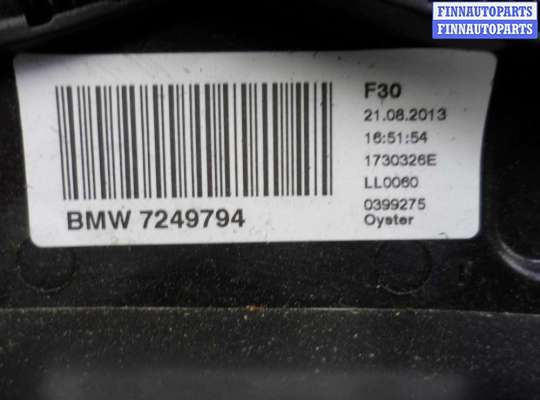 FINNAUTOPARTS
FINNAUTOPARTS
F30
21.08.2013
16:51:54
1730326E
LL0060
0399275
Oyster
BMW 7249794